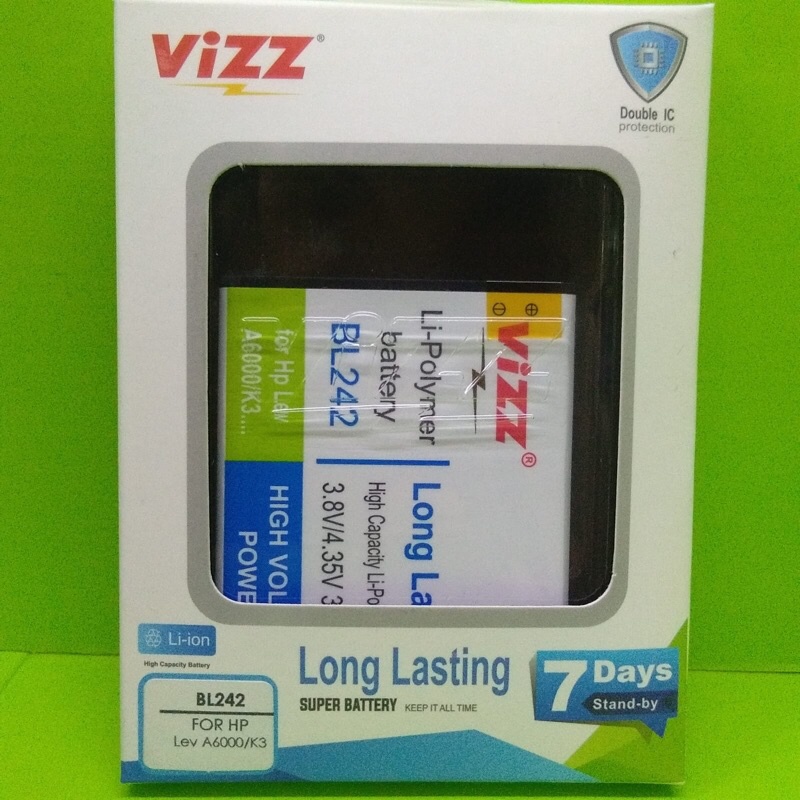 ViZZ®
Double IC
protection
ViZZ®
Li-Polymer
battery
BL242
for Hp Lev
A6000/K3....
Long La
High Capacity Li-Po
3.8V/4.35V 3
HIGH VOL
POWE
Li-ion
High Capacity Battery
BL242
FOR HP
Lev A6000/K3
Long Lasting
SUPER BATTERY KEEP IT ALL TIME
7 Days
Stand-by